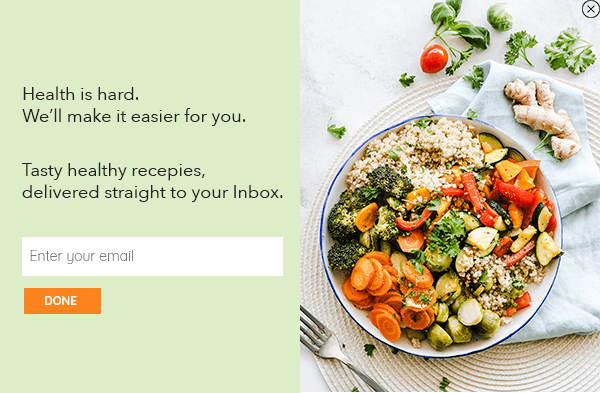 Health is hard.
We'll make it easier for you.
Tasty healthy recepies,
delivered straight to your Inbox.
Enter your email
DONE